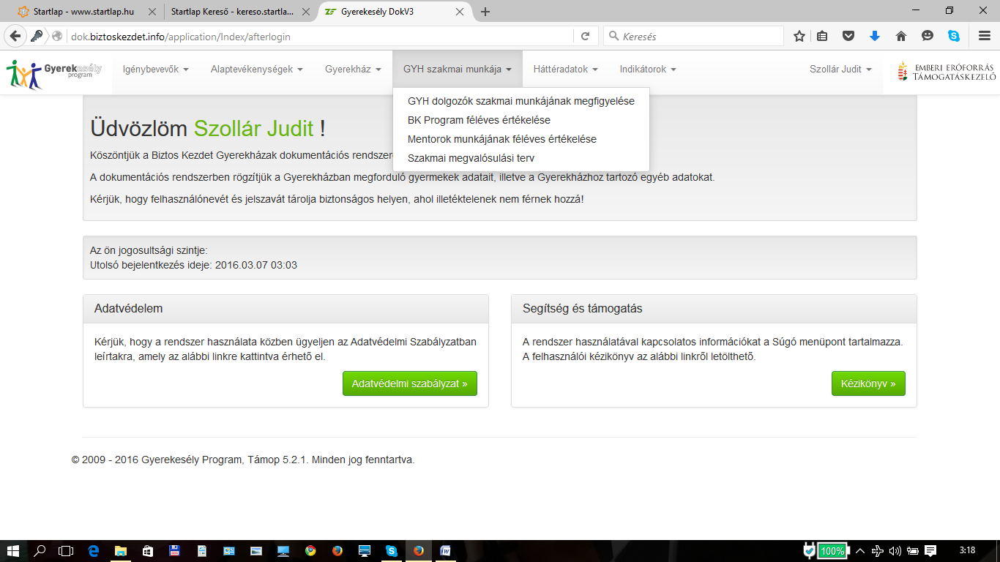 Startlap - www.startlap.hu
Startlap Kereső - kereso.startla...
Gyerekesély DokV3
dok.biztoskezdet.info/application/Index/afterlogin
Keresés
Gyerekesély
program
Igénybevevők
Alaptevékenységek
Gyerekház
GYH szakmai munkája
Háttéradatok
Indikátorok
Szollár Judit
EMBERI ERŐFORRÁS
TÁMOGATÁSKEZELŐ
GYH dolgozók szakmai munkájának megfigyelése
BK Program féléves értékelése
Mentorok munkájának féléves értékelése
Szakmai megvalósulási terv
Üdvözlöm Szollár Judit !
Köszöntjük a Biztos Kezdet Gyerekházak dokumentációs
A dokumentációs rendszerben rögzítjük a Gyerekházban megforduló gyermekek adatait, illetve a Gyerekházhoz tartozó egyéb adatokat.
Kérjük, hogy felhasználónevét és jelszavát tárolja biztonságos helyen, ahol illetéktelenek nem férnek hozzá!
Az ön jogosultsági szintje:
Utolsó bejelentkezés ideje: 2016.03.07 03:03
Adatvédelem
Kérjük, hogy a rendszer használata közben ügyeljen az Adatvédelmi Szabályzatban
leírtakra, amely az alábbi linkre kattintva érhető el.
Adatvédelmi szabályzat »
Segítség és támogatás
A rendszer használatával kapcsolatos információkat a Súgó menüpont tartalmazza.
A felhasználói kézikönyv az alábbi linkről letölthető.
Kézikönyv »
© 2009 - 2016 Gyerekesély Program, Támop 5.2.1. Minden jog fenntartva.
100%
3:18